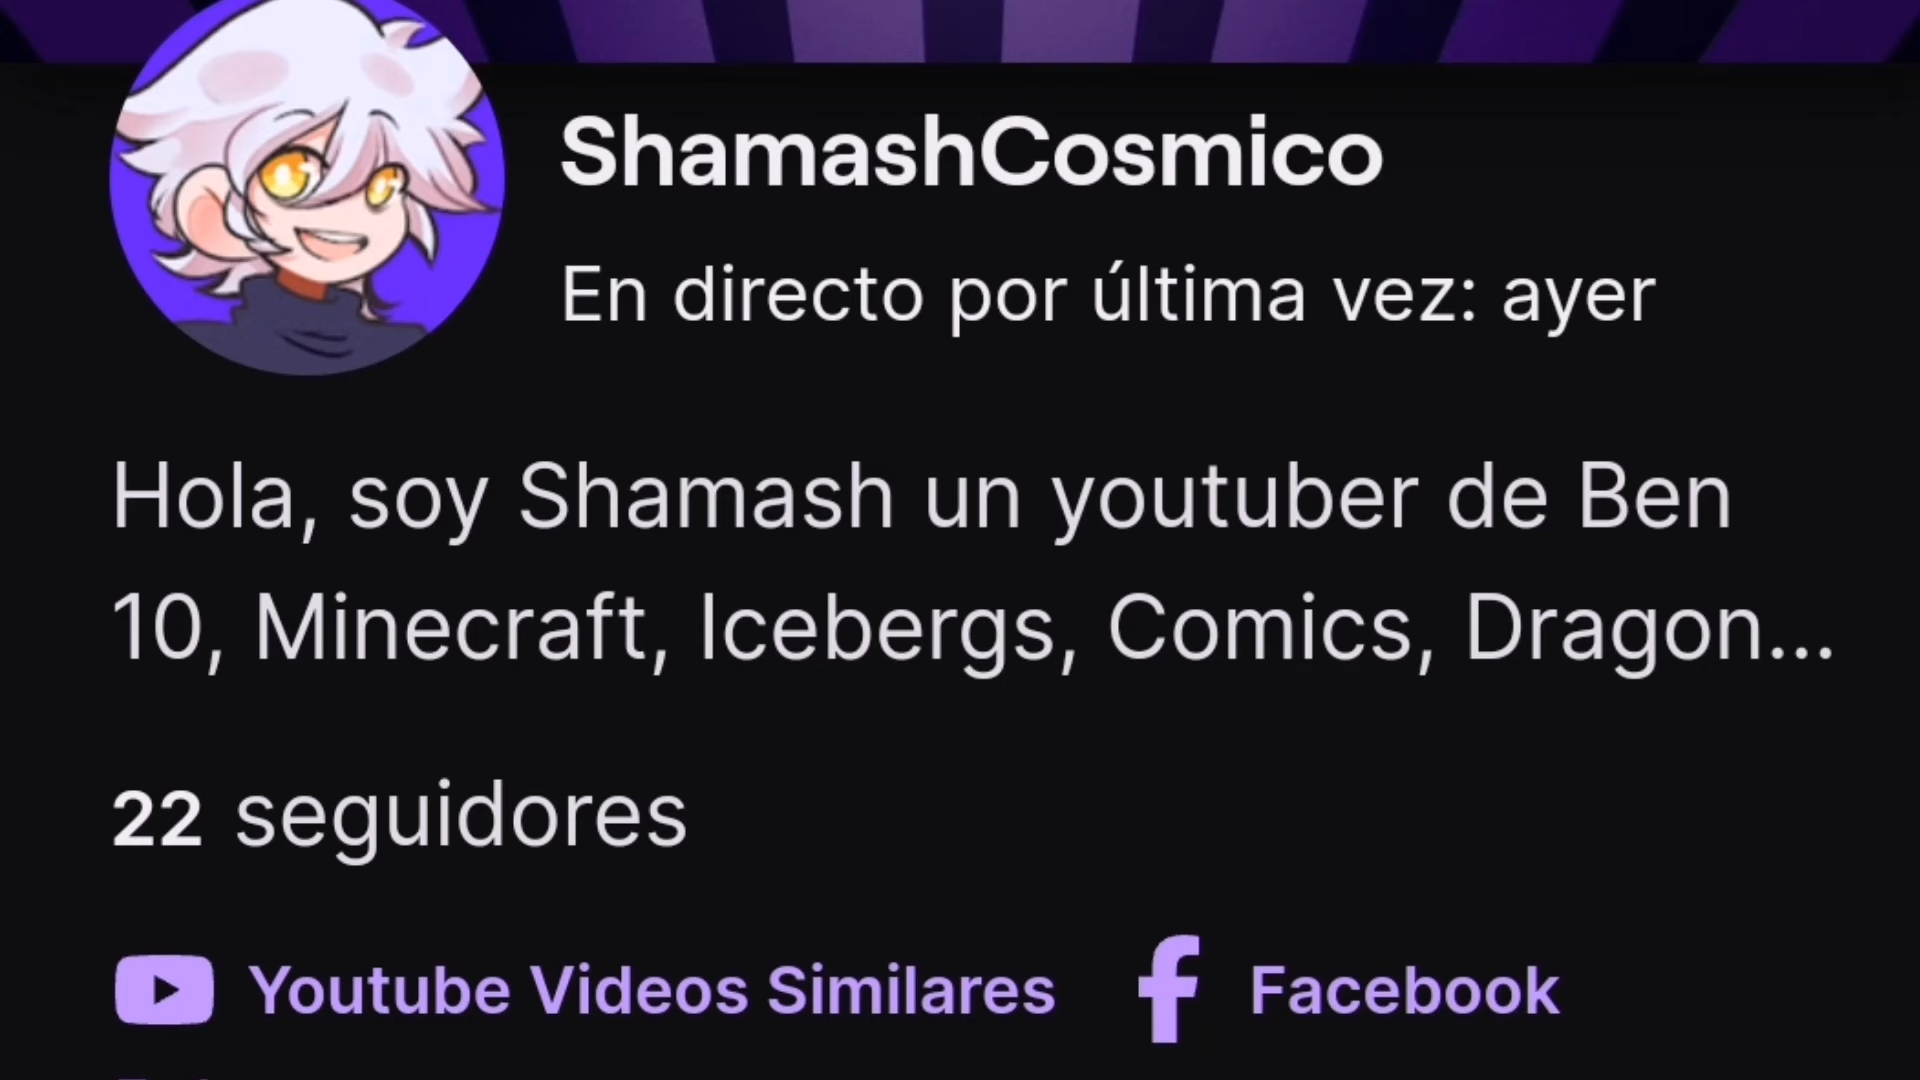 ShamashCosmico
En directo por última vez: ayer
Hola, soy Shamash un youtuber de Ben
10, Minecraft, Icebergs, Comics, Dragon...
22 seguidores
Youtube Videos Similares
Facebook